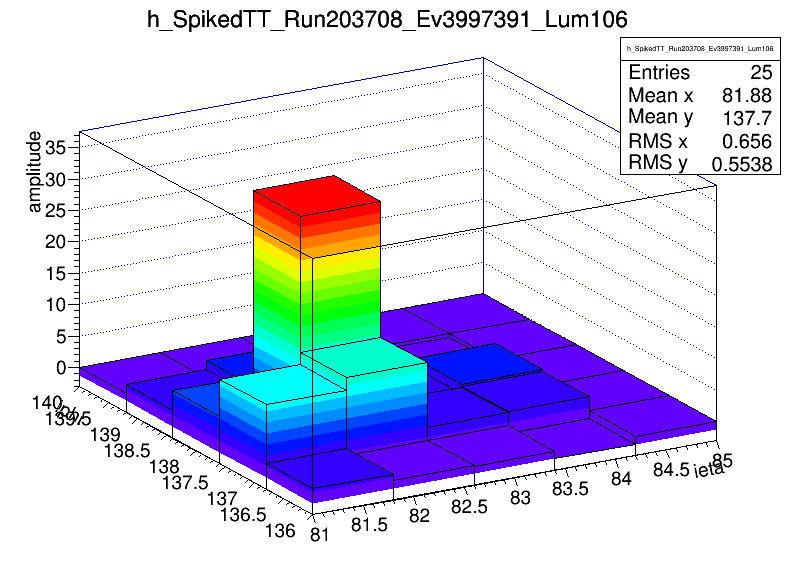 h_SpikedTT_Run203708_Ev3997391_Lum106
h_SpikedTT_Run203708_Ev3997391_Lum106
Entries 25
Mean x 81.88
Mean y 137.7
RMS x 0.656
RMS y 0.5538
amplitude
35
30
25
20
15
10
5
0
140
139.5
139
138.5
138
137.5
137
136.5
136
81
81.5
82
82.5
83
83.5
84
84.5
85
ieta